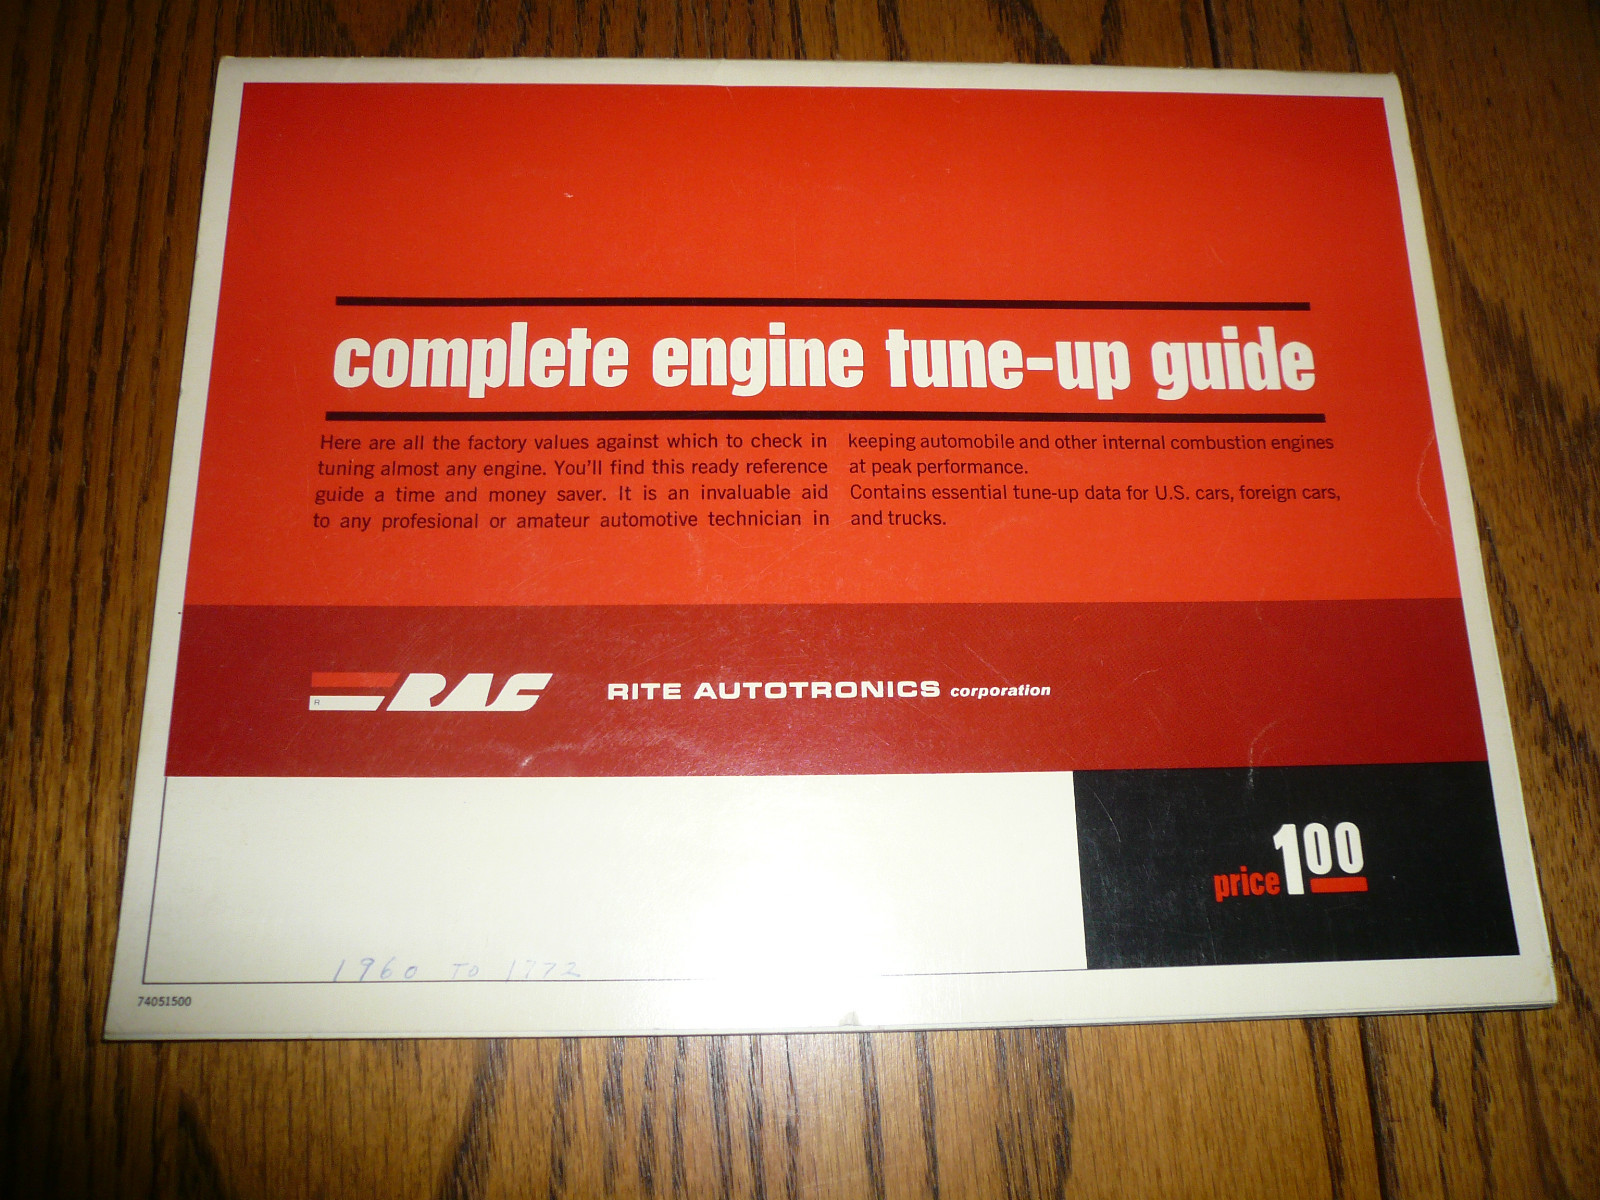 complete engine tune-up guide
Here are all the factory values against which to check in
tuning almost any engine. You'll find this ready reference
guide a time and money saver. It is an invaluable aid
to any profesional or amateur automotive technician in
keeping automobile and other internal combustion engines
at peak performance.
Contains essential tune-up data for U.S. cars, foreign cars,
and trucks.
R
RAC
RITE AUTOTRONICS corporation
price 1 00
1960 TO 1972
74051500